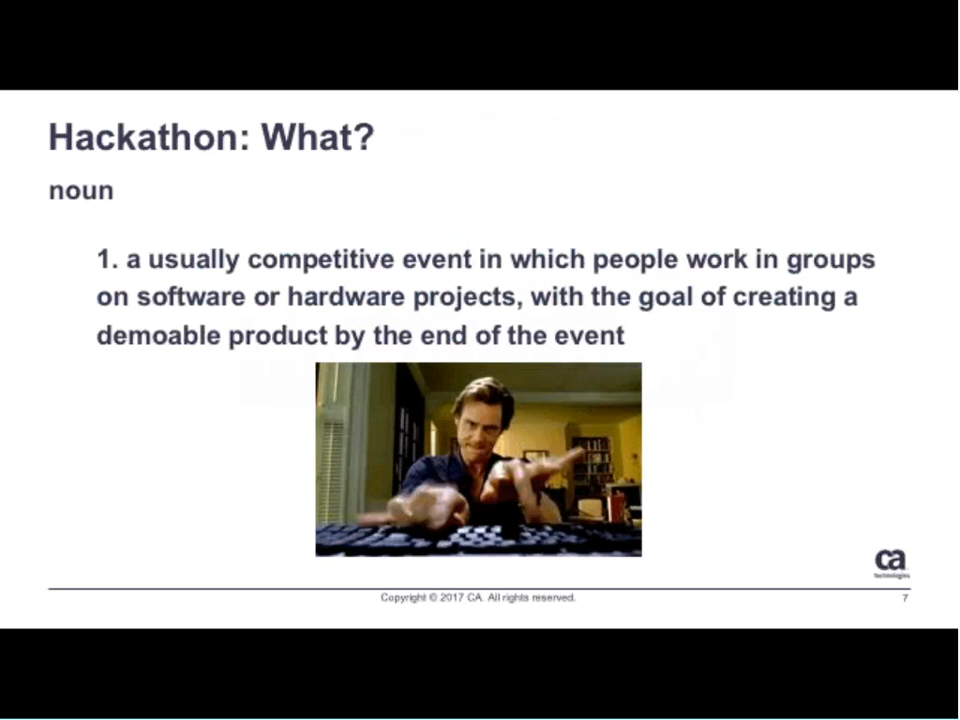 Hackathon: What?
noun
1. a usually competitive event in which people work in groups
on software or hardware projects, with the goal of creating a
demoable product by the end of the event
ca
technologies
Copyright © 2017 CA. All rights reserved.
7